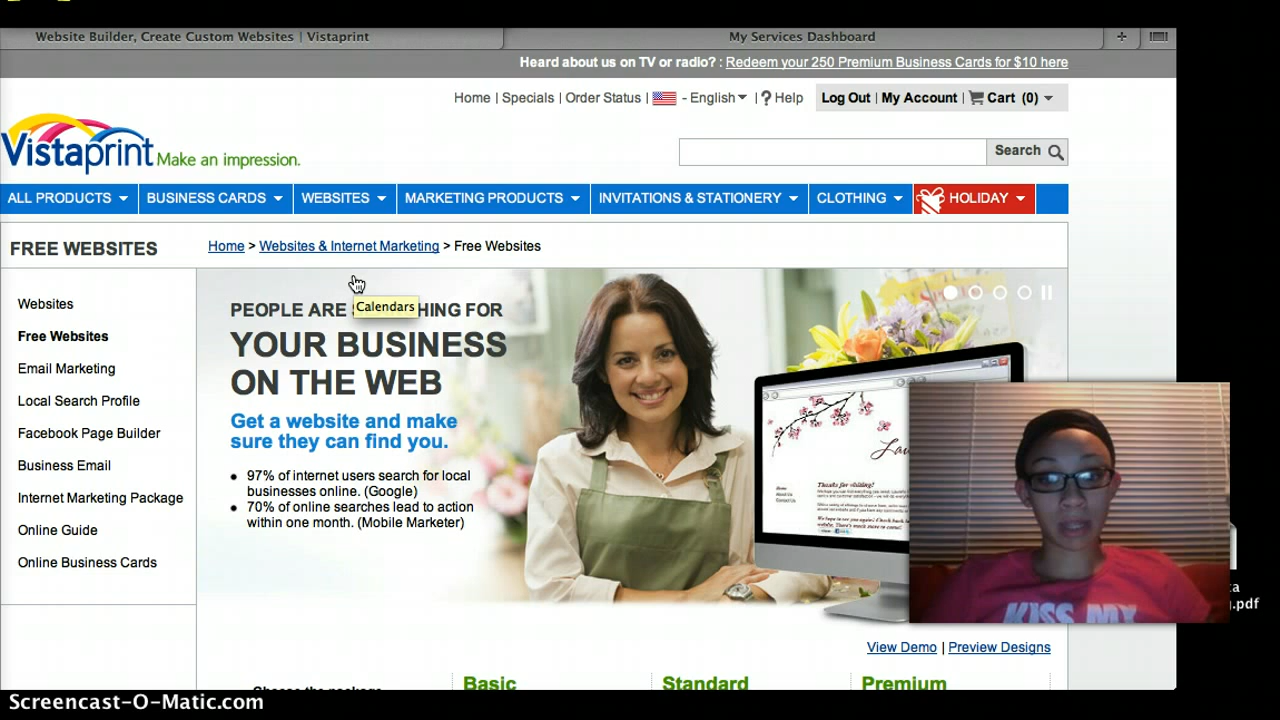 Website Builder, Create Custom Websites | Vistaprint
My Services Dashboard
Heard about us on TV or radio? : Redeem your 250 Premium Business Cards for $10 here
Home | Specials | Order Status | - English | ? Help
Log Out | My Account | Cart (0)
Vistaprint Make an impression.
Search
ALL PRODUCTS
BUSINESS CARDS
WEBSITES
MARKETING PRODUCTS
INVITATIONS & STATIONERY
CLOTHING
HOLIDAY
FREE WEBSITES
Home > Websites & Internet Marketing > Free Websites
Websites
Free Websites
Email Marketing
Local Search Profile
Facebook Page Builder
Business Email
Internet Marketing Package
Online Guide
Online Business Cards
PEOPLE ARE S HING FOR
Calendars
YOUR BUSINESS
ON THE WEB
Get a website and make
sure they can find you.
97% of internet users search for local
businesses online. (Google)
70% of online searches lead to action
within one month. (Mobile Marketer)
Thanks for visiting!
KISS MY
.pdf
View Demo | Preview Designs
Choose the package
Basic
Standard
Premium
Screencast-O-Matic.com